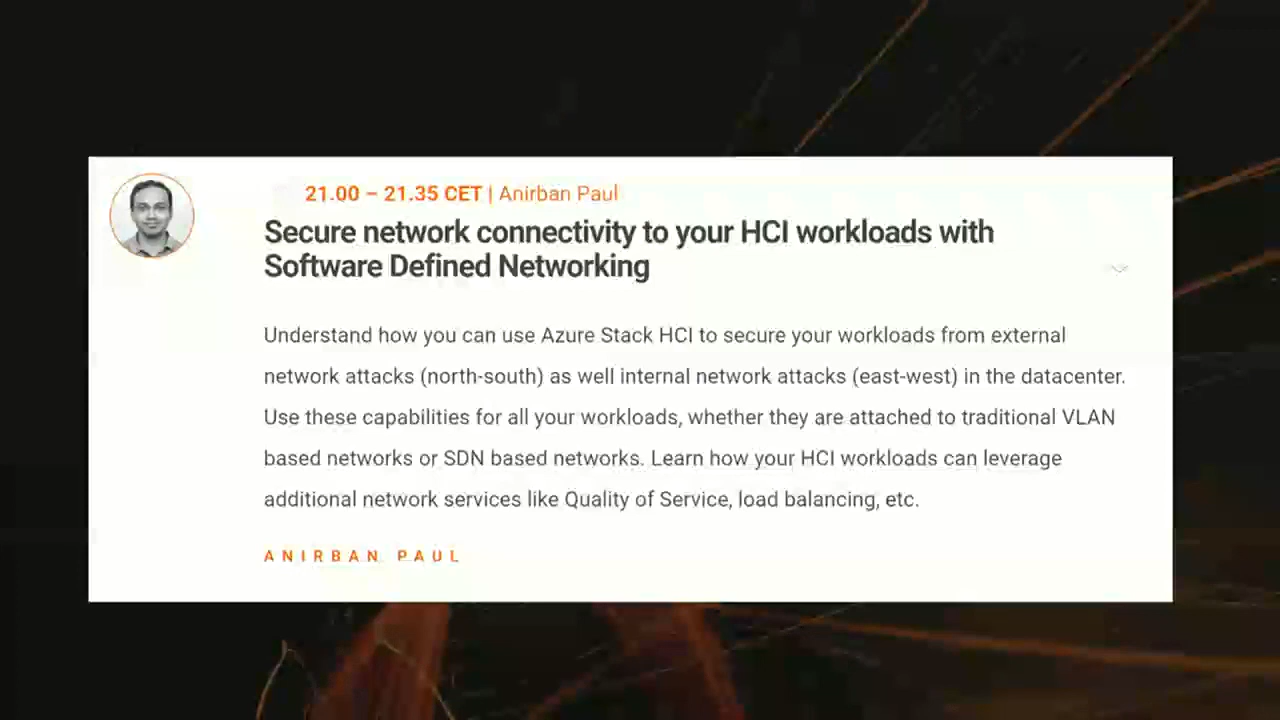 21.00 – 21.35 CET | Anirban Paul
Secure network connectivity to your HCI workloads with
Software Defined Networking
Understand how you can use Azure Stack HCI to secure your workloads from external
network attacks (north-south) as well internal network attacks (east-west) in the datacenter.
Use these capabilities for all your workloads, whether they are attached to traditional VLAN
based networks or SDN based networks. Learn how your HCI workloads can leverage
additional network services like Quality of Service, load balancing, etc.
ANIRBAN PAUL